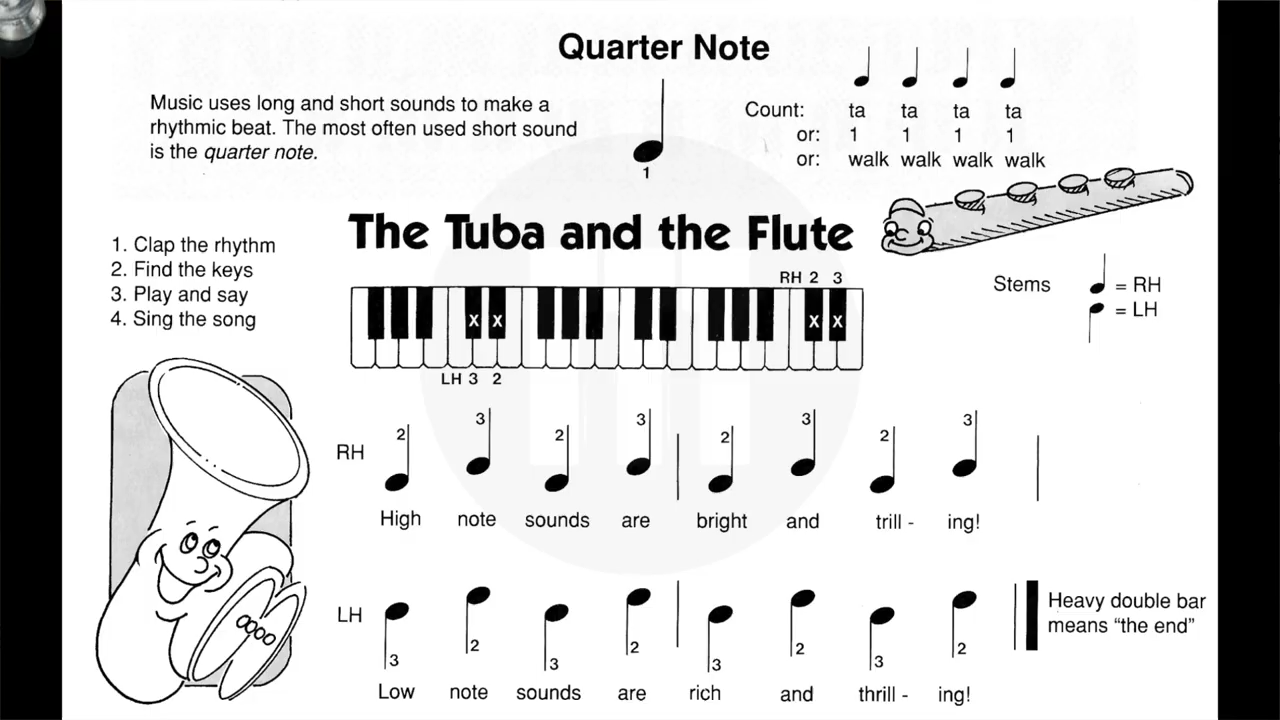 Quarter Note
Music uses long and short sounds to make a
rhythmic beat. The most often used short sound
is the quarter note.
1
Count: ta ta ta ta
or: 1 1 1 1
or: walk walk walk walk
The Tuba and the Flute
1. Clap the rhythm
2. Find the keys
3. Play and say
4. Sing the song
Stems = RH
= LH
RH 2 3
X X X X
LH 3 2
2 3 2 3 2 3 2 3
RH
High note sounds are bright and trill - ing!
LH
3 2 3 2 3 2 3 2
Low note sounds are rich and thrill - ing!
Heavy double bar
means “the end”